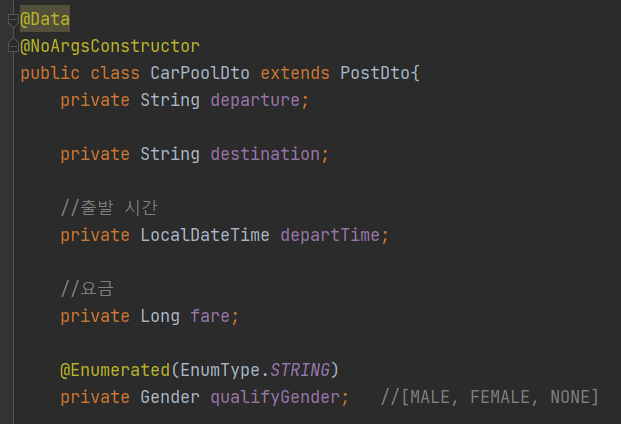 @Data
@NoArgsConstructor
public class CarPoolDto extends PostDto{
private String departure;
private String destination;
//출발 시간
private LocalDateTime departTime;
//요금
private Long fare;
@Enumerated(EnumType.STRING)
private Gender qualifyGender; //[MALE, FEMALE, NONE]